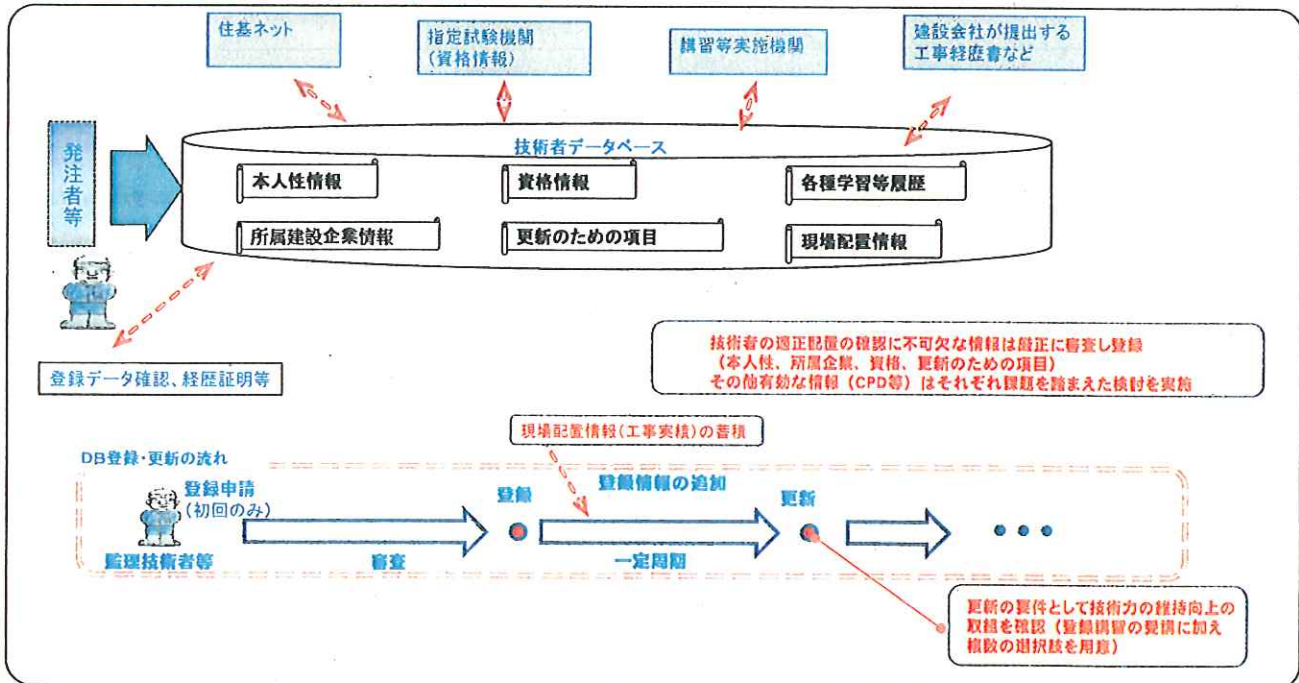 住基ネット
指定試験機関
(資格情報)
講習等実施機関
建設会社が提出する
工事経歴書など
発注者等
技術者データベース
本人性情報
資格情報
各種学習等履歴
所属建設企業情報
更新のための項目
現場配置情報
登録データ確認、経歴証明等
技術者の適正配置の確認に不可欠な情報は厳正に審査し登録
(本人性、所属企業、資格、更新のための項目)
その他有効な情報(CPD等)はそれぞれ課題を踏まえた検討を実施
現場配置情報(工事実績)の蓄積
DB登録・更新の流れ
登録申請
(初回のみ)
登録
登録情報の追加
更新
監理技術者等
審査
一定周期
更新の要件として技術力の維持向上の
取組を確認(登録講習の受講に加え
複数の選択肢を用意)